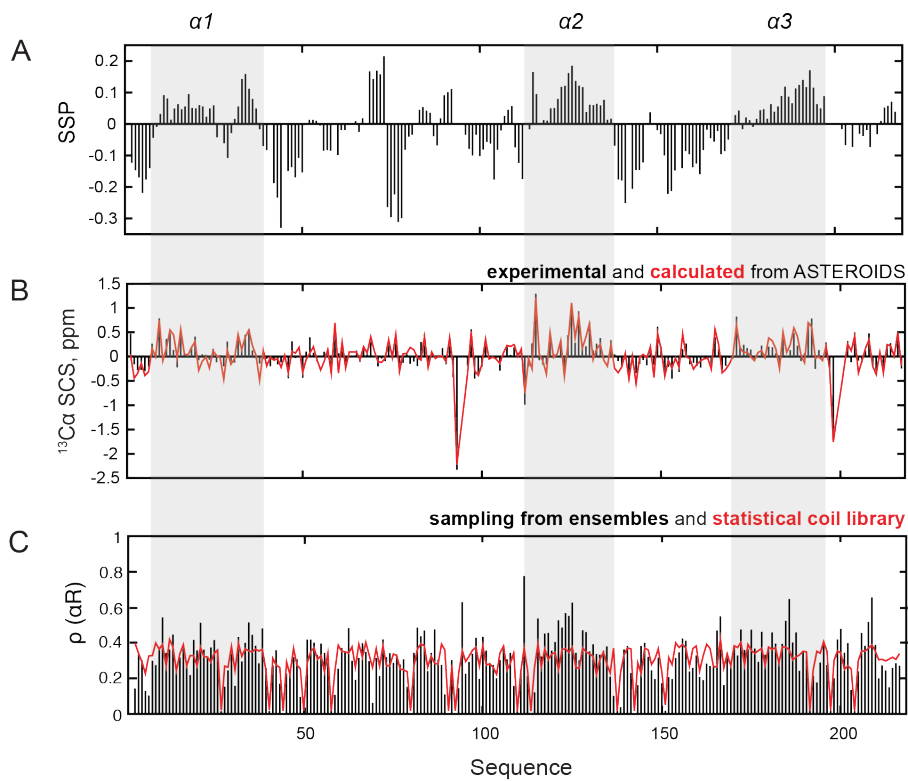 α1 α2 α3
A
SSP
0.2
0.1
0
-0.1
-0.2
-0.3
experimental and calculated from ASTEROIDS
B
¹³Cα SCS, ppm
1.5
1
0.5
0
-0.5
-1
-1.5
-2
-2.5
sampling from ensembles and statistical coil library
C
ρ (αR)
1
0.8
0.6
0.4
0.2
0
50 100 150 200
Sequence